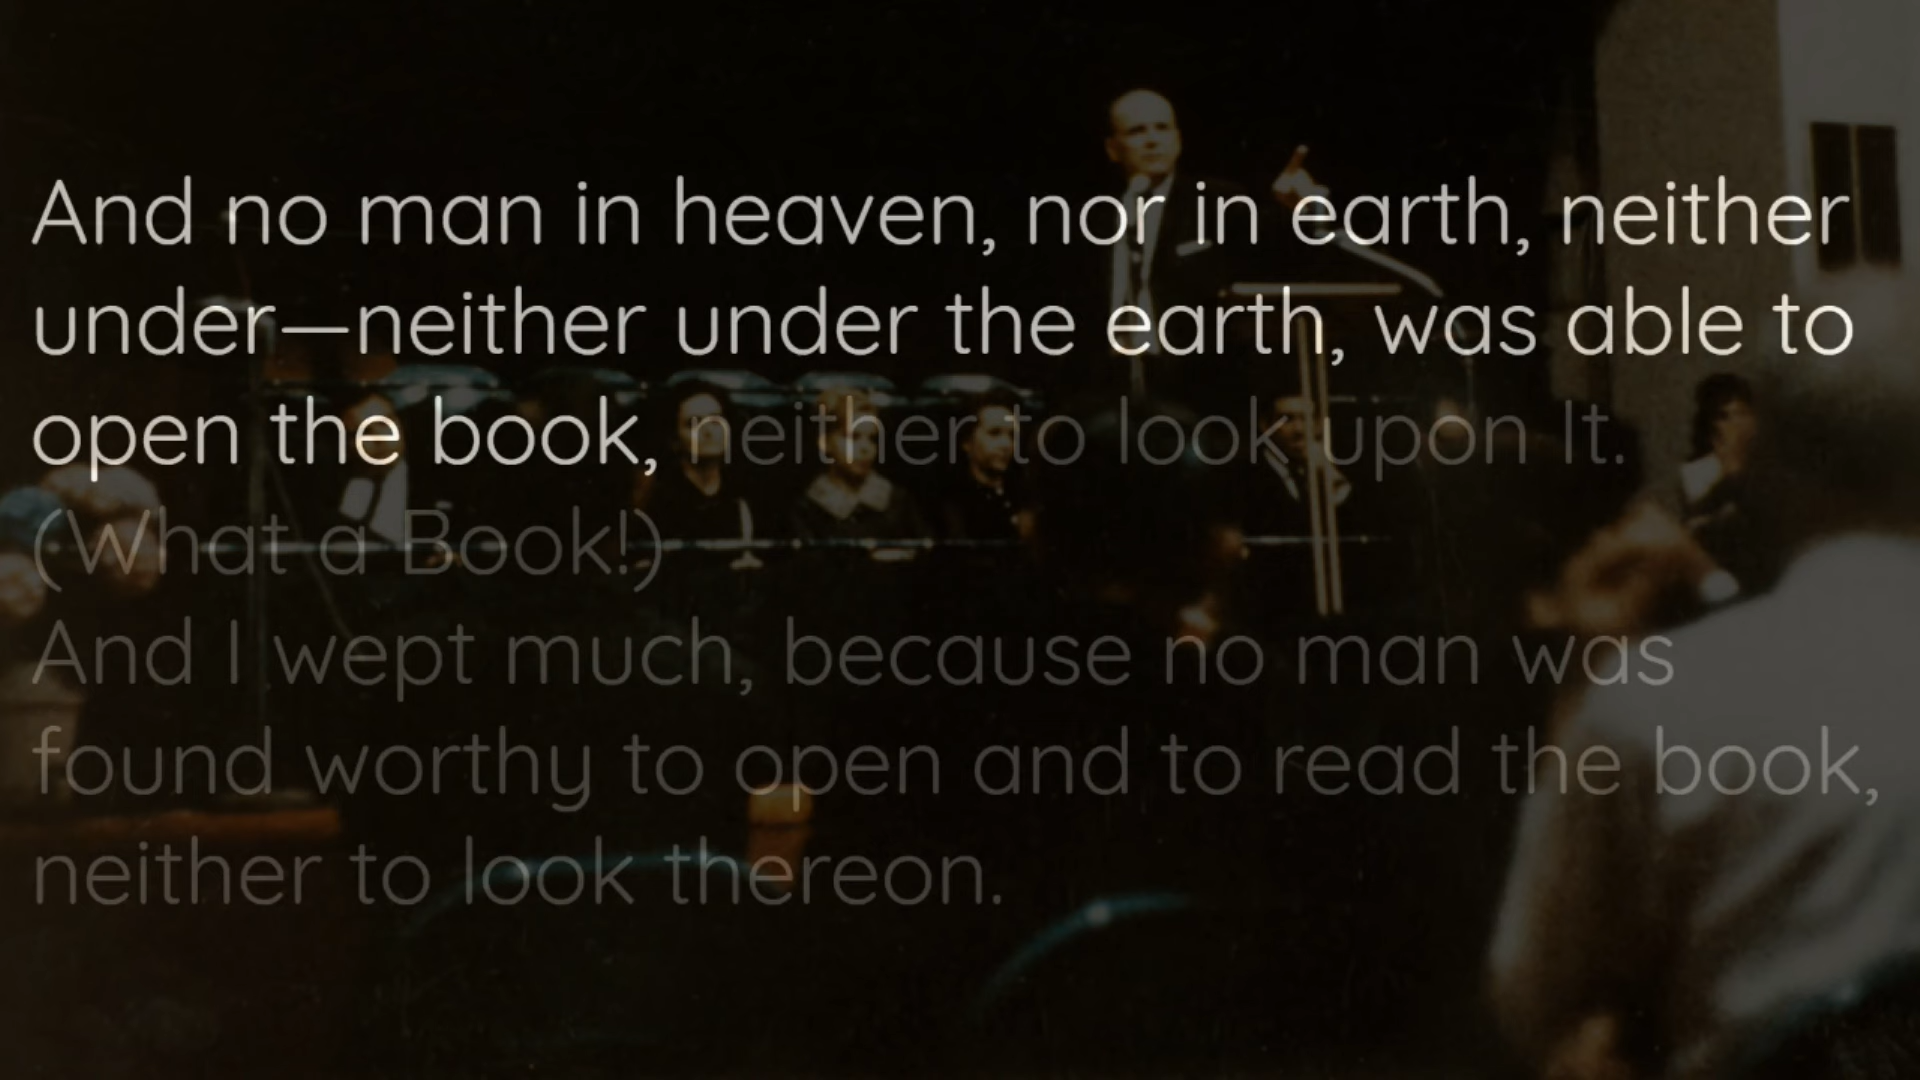 And no man in heaven, nor in earth, neither
under—neither under the earth, was able to
open the book, neither to look upon It.
(What a Book!)
And I wept much, because no man was
found worthy to open and to read the book,
neither to look thereon.